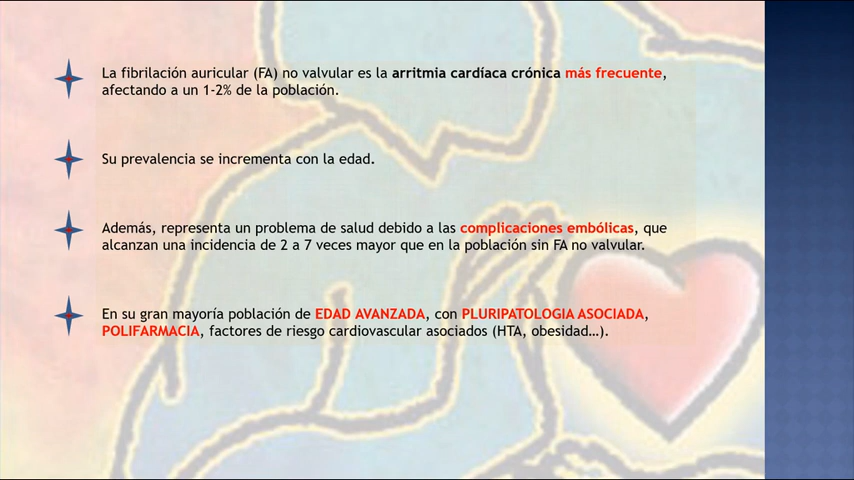 La fibrilación auricular (FA) no valvular es la arritmia cardíaca crónica más frecuente,
afectando a un 1-2% de la población.
Su prevalencia se incrementa con la edad.
Además, representa un problema de salud debido a las complicaciones embólicas, que
alcanzan una incidencia de 2 a 7 veces mayor que en la población sin FA no valvular.
En su gran mayoría población de EDAD AVANZADA, con PLURIPATOLOGIA ASOCIADA,
POLIFARMACIA, factores de riesgo cardiovascular asociados (HTA, obesidad…).